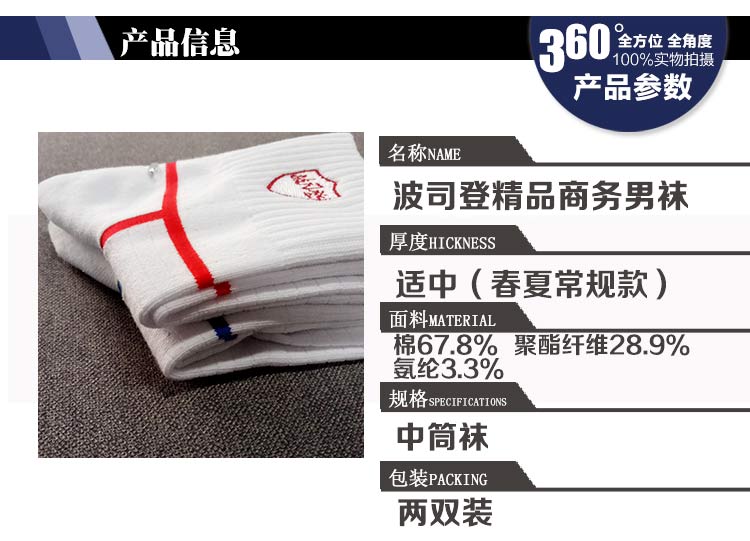 产品信息
360°
全方位 全角度
100%实物拍摄
产品参数
名称NAME
波司登精品商务男袜
厚度HICKNESS
适中（春夏常规款）
面料MATERIAL
棉67.8% 聚酯纤维28.9%
氨纶3.3%
规格SPECIFICATIONS
中筒袜
包装PACKING
两双装